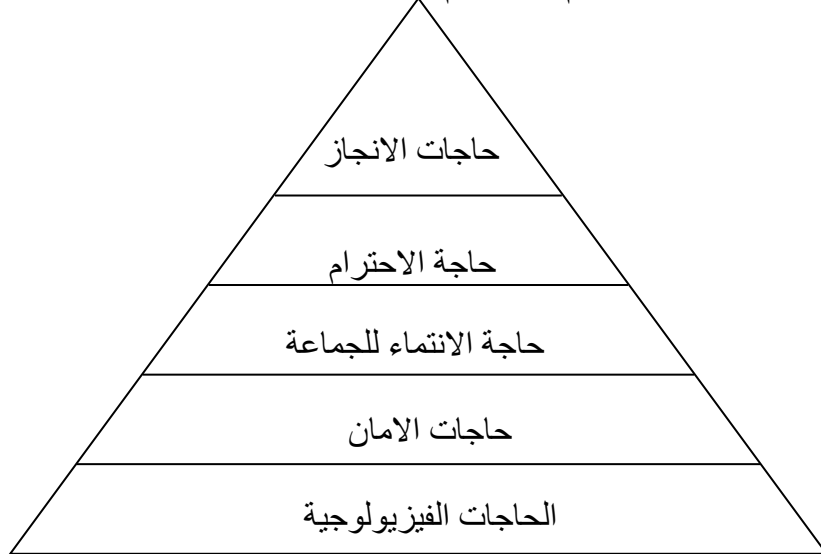 حاجات الانجاز
حاجة الاحترام
حاجة الانتماء للجماعة
حاجات الامان
الحاجات الفيزيولوجية